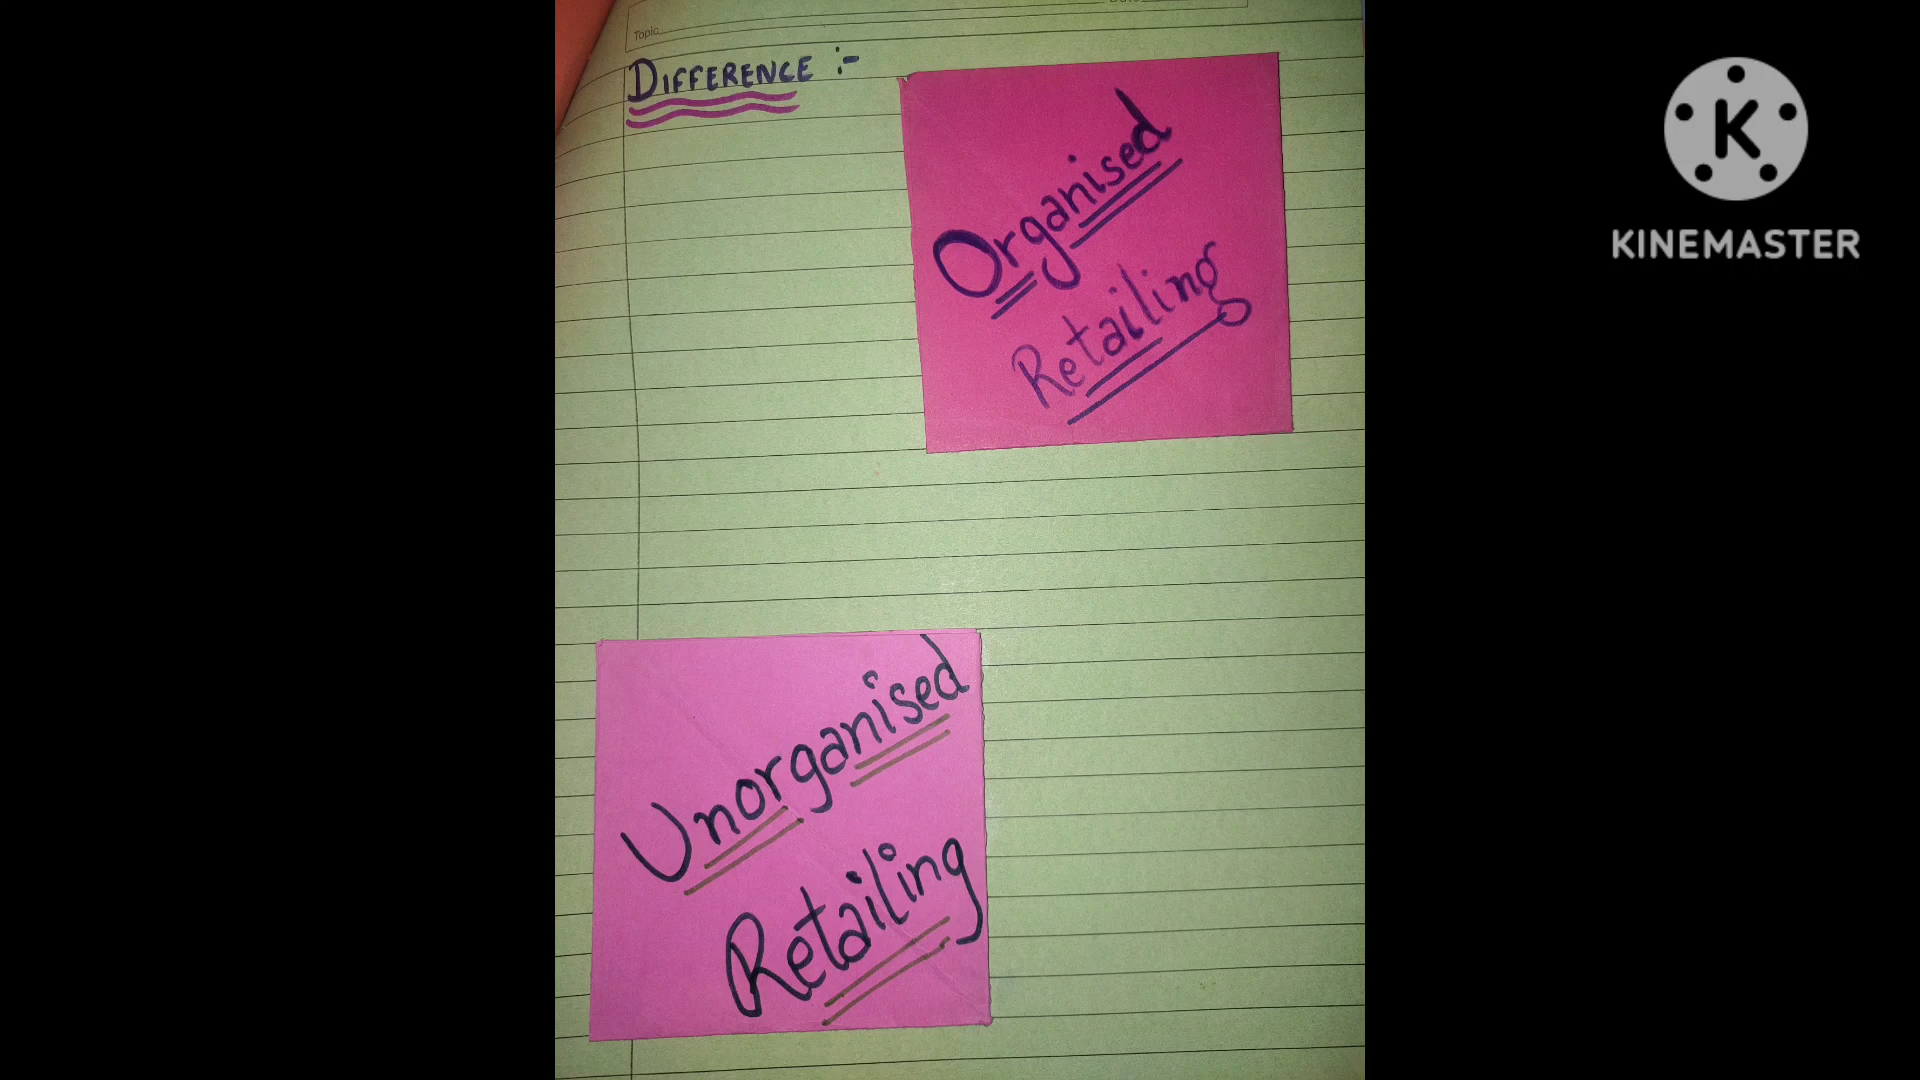 Topic
DIFFERENCE :-
Organised
Retailing
Unorganised
Retailing
K
KINEMASTER